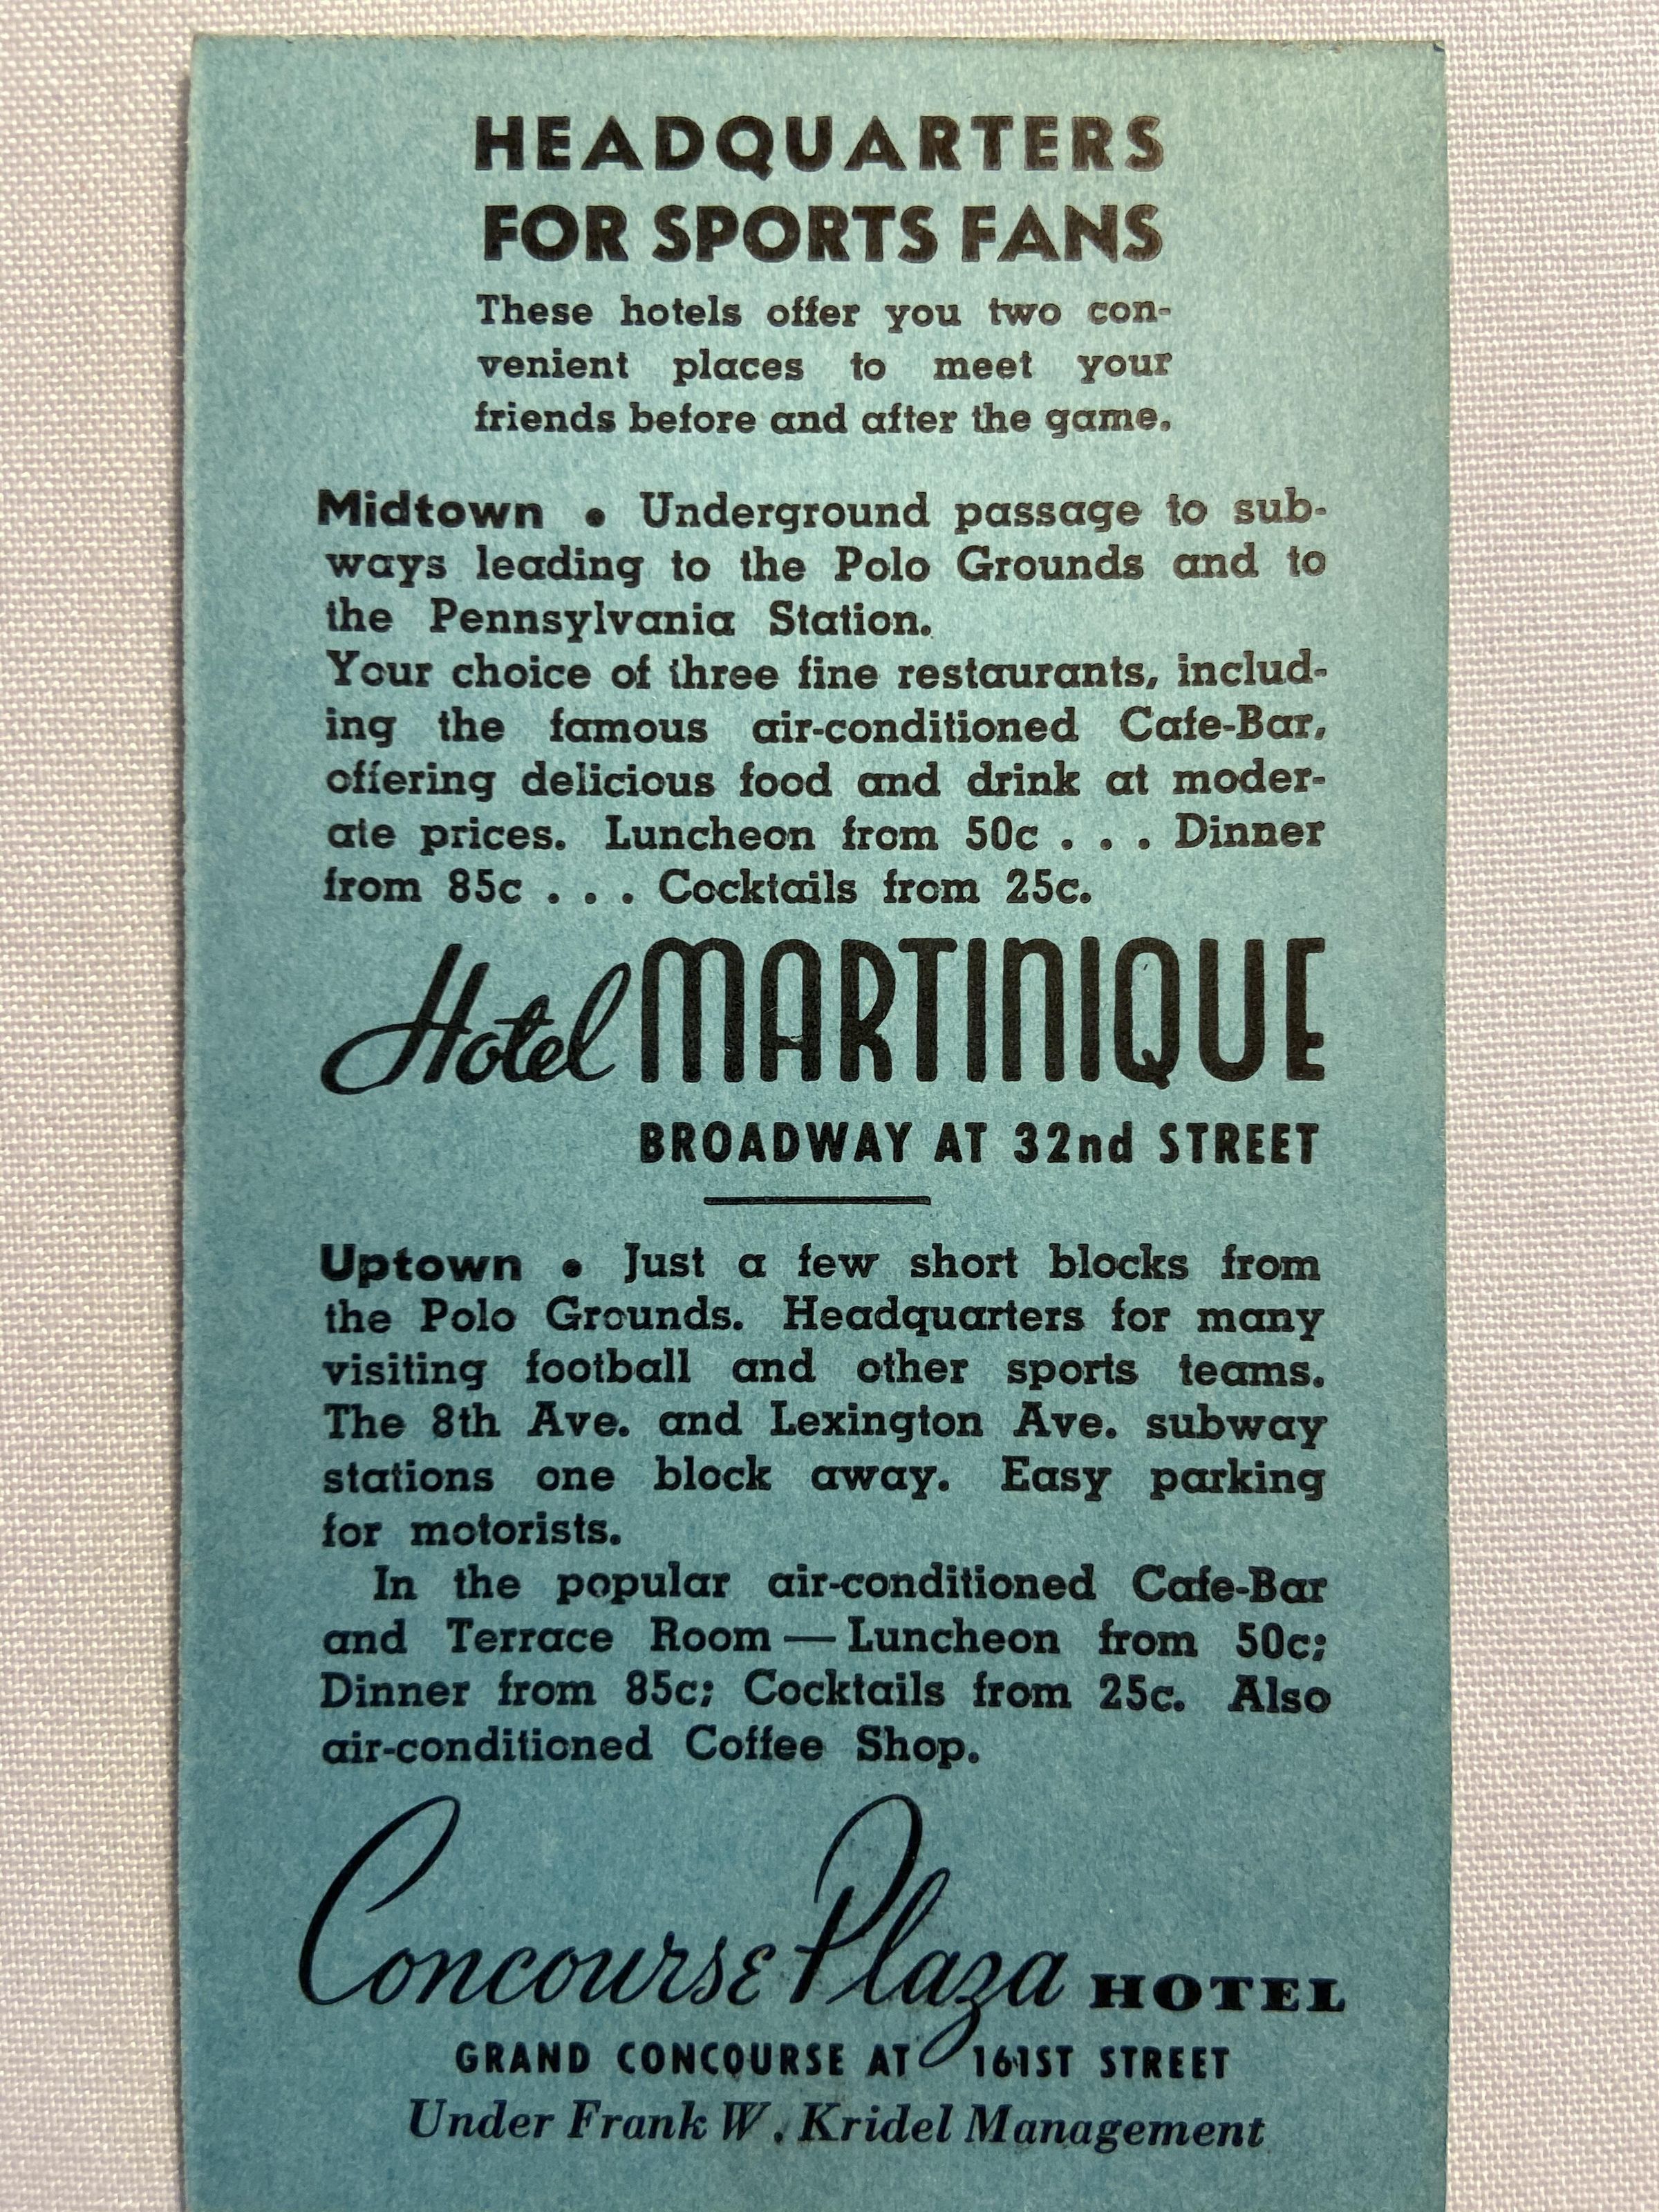 HEADQUARTERS
FOR SPORTS FANS
These hotels offer you two con-
venient places to meet your
friends before and after the game.
Midtown • Underground passage to sub-
ways leading to the Polo Grounds and to
the Pennsylvania Station.
Your choice of three fine restaurants, includ-
ing the famous air-conditioned Cafe-Bar,
offering delicious food and drink at moder-
ate prices. Luncheon from 50c . . . Dinner
from 85c . . . Cocktails from 25c.
Hotel MARTINIQUE
BROADWAY AT 32nd STREET
Uptown • Just a few short blocks from
the Polo Grounds. Headquarters for many
visiting football and other sports teams.
The 8th Ave. and Lexington Ave. subway
stations one block away. Easy parking
for motorists.
In the popular air-conditioned Cafe-Bar
and Terrace Room — Luncheon from 50c;
Dinner from 85c; Cocktails from 25c. Also
air-conditioned Coffee Shop.
Concourse Plaza HOTEL
GRAND CONCOURSE AT 161ST STREET
Under Frank W. Kridel Management